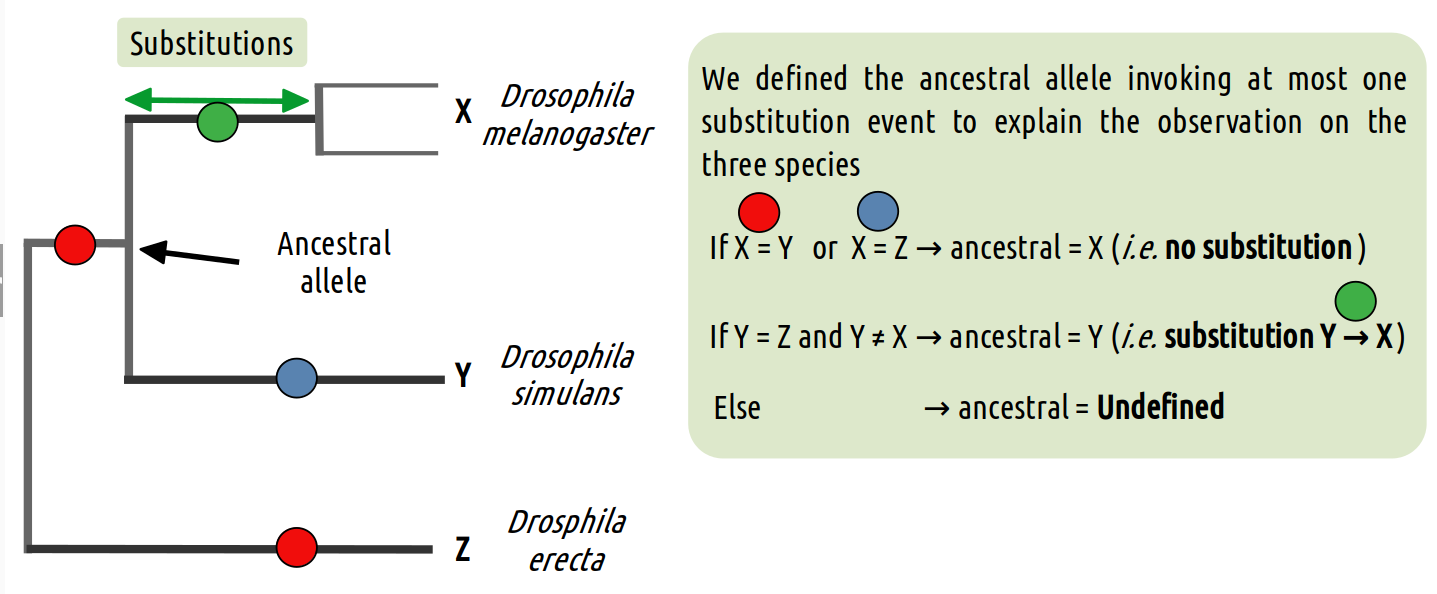 Substitutions
X
Drosophila
melanogaster
Ancestral
allele
Y
Drosophila
simulans
Z
Drosphila
erecta
We defined the ancestral allele invoking at most one
substitution event to explain the observation on the
three species
If X = Y or X = Z → ancestral = X (i.e. no substitution)
If Y = Z and Y ≠ X → ancestral = Y (i.e. substitution Y → X)
Else → ancestral = Undefined